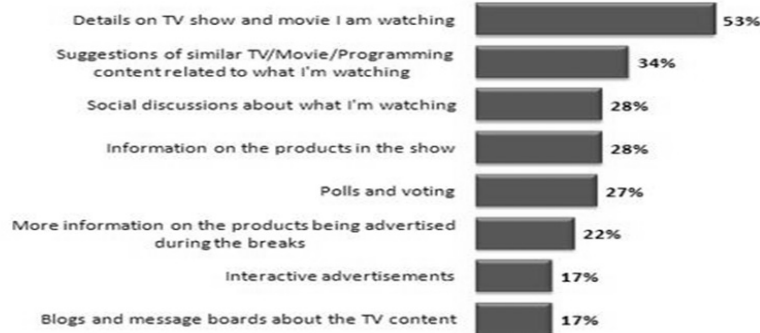 Details on TV show and movie I am watching
53%
Suggestions of similar TV/Movie/Programming
content related to what I'm watching
34%
Social discussions about what I'm watching
28%
Information on the products in the show
28%
Polls and voting
27%
More information on the products being advertised
during the breaks
22%
Interactive advertisements
17%
Blogs and message boards about the TV content
17%